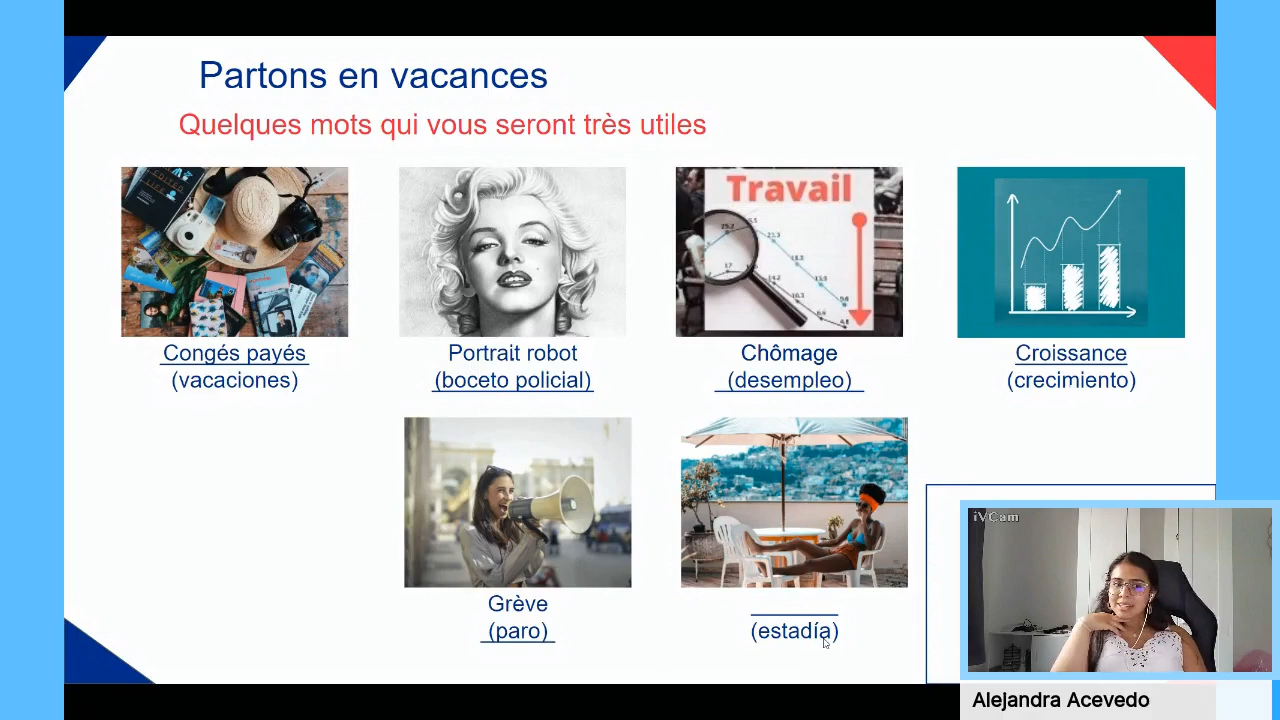 Partons en vacances
Quelques mots qui vous seront très utiles
Travail
Congés payés
(vacaciones)
Portrait robot
(boceto policial)
Chômage
(desempleo)
Croissance
(crecimiento)
Grève
(paro)
(estadía)
iVCam
Alejandra Acevedo